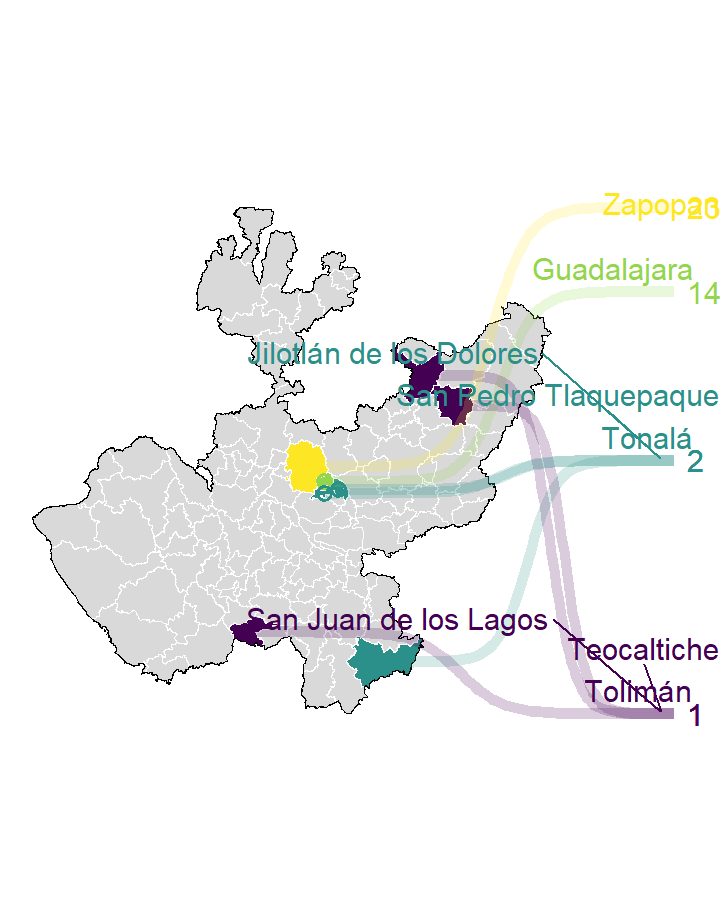 Zapopan
23
Guadalajara
14
Jilotlán de los Dolores
San Pedro Tlaquepaque
Tonalá
2
San Juan de los Lagos
Teocaltiche
Tolimán
1